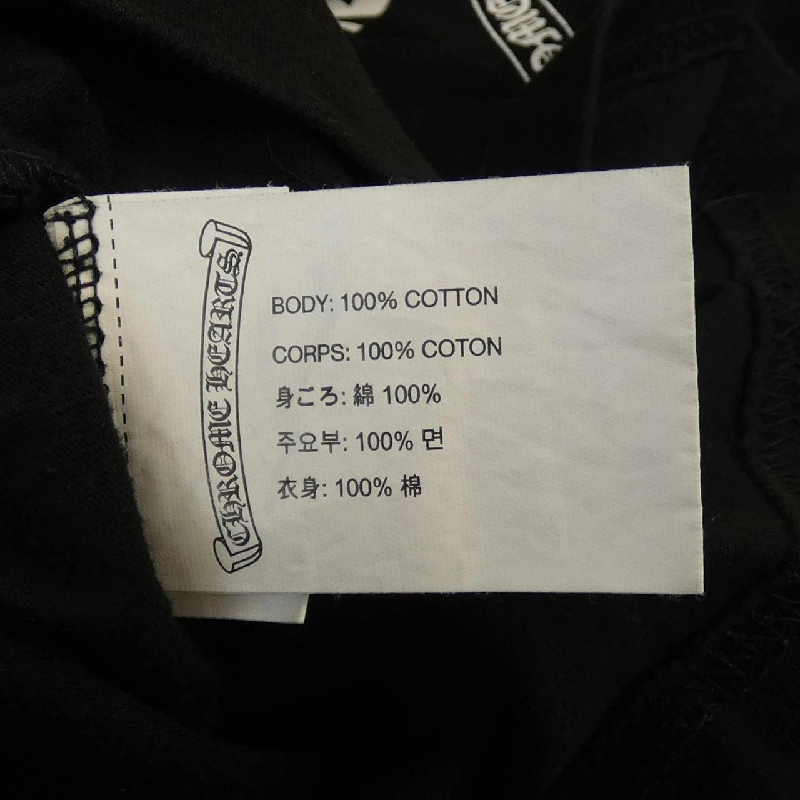 CHROME HEARTS
BODY: 100% COTTON
CORPS: 100% COTON
身ごろ: 綿 100%
주요부: 100% 면
衣身: 100% 棉